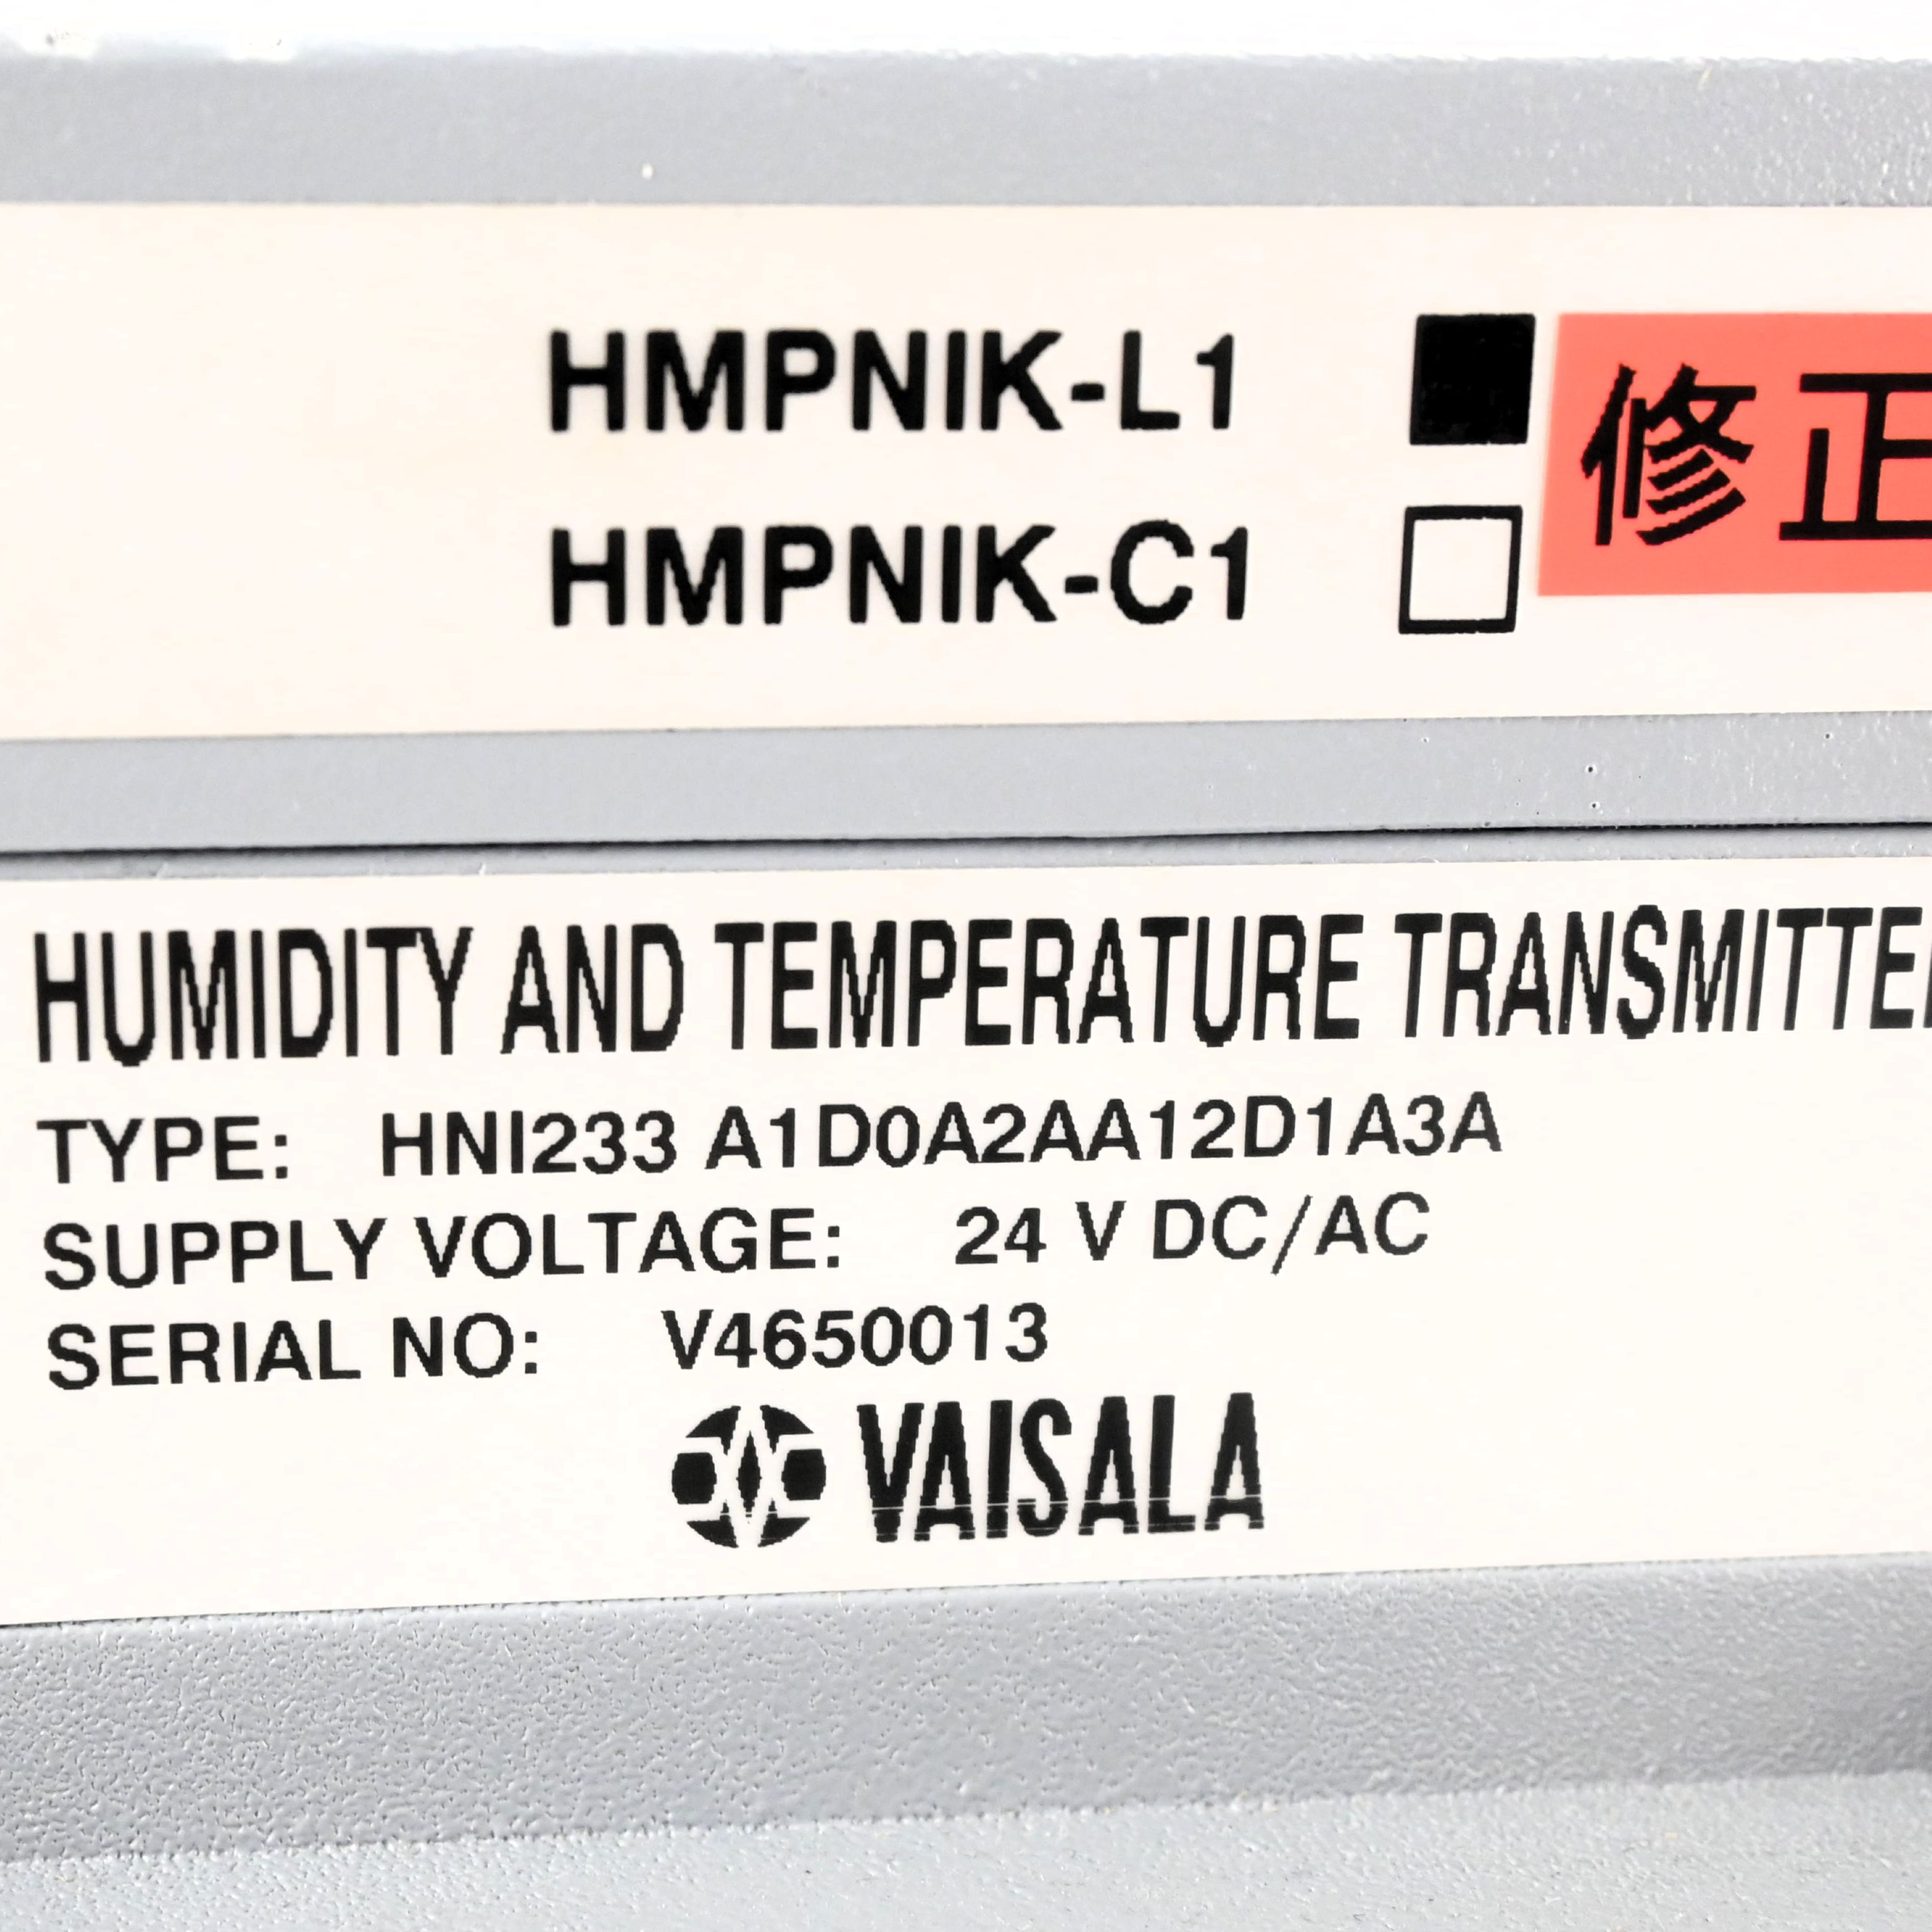 HMPNIK-L1 ■ 修正
HMPNIK-C1 □
HUMIDITY AND TEMPERATURE TRANSMITTER
TYPE: HNI233 A1D0A2AA12D1A3A
SUPPLY VOLTAGE: 24 V DC/AC
SERIAL NO: V4650013
VAISALA